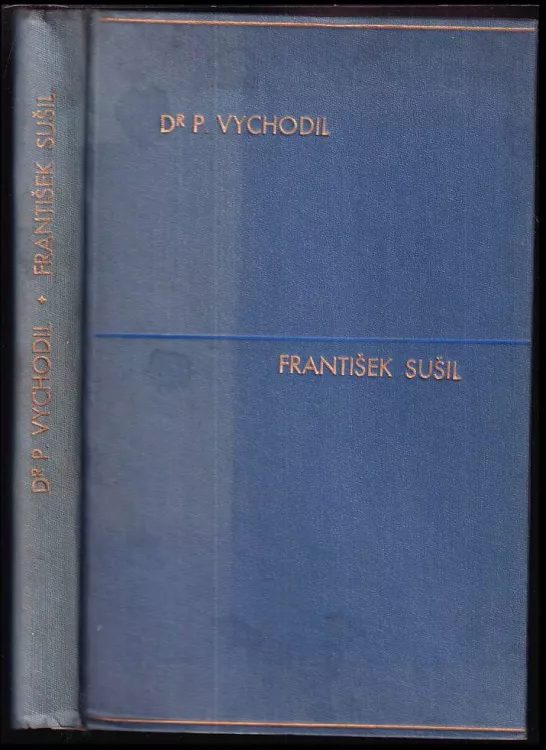 DR P. VYCHODIL ✦ FRANTIŠEK SUŠIL
DR P. VYCHODIL
FRANTIŠEK SUŠIL